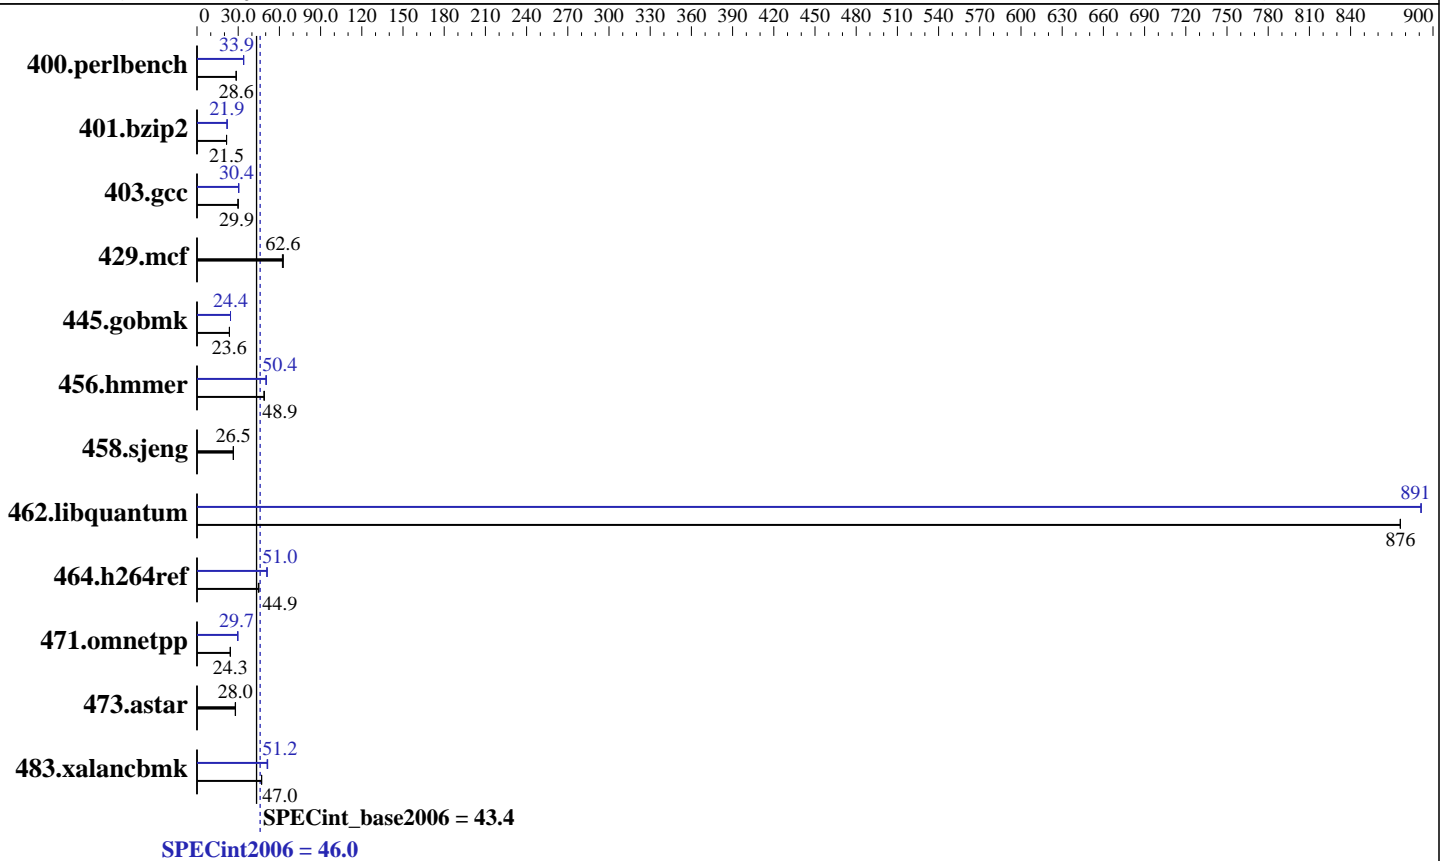 0 30.0 60.0 90.0 120 150 180 210 240 270 300 330 360 390 420 450 480 510 540 570 600 630 660 690 720 750 780 810 840 900
33.9
400.perlbench
28.6
21.9
401.bzip2
21.5
30.4
403.gcc
29.9
62.6
429.mcf
24.4
445.gobmk
23.6
50.4
456.hmmer
48.9
26.5
458.sjeng
891
462.libquantum
876
51.0
464.h264ref
44.9
29.7
471.omnetpp
24.3
28.0
473.astar
51.2
483.xalancbmk
47.0
SPECint_base2006 = 43.4
SPECint2006 = 46.0